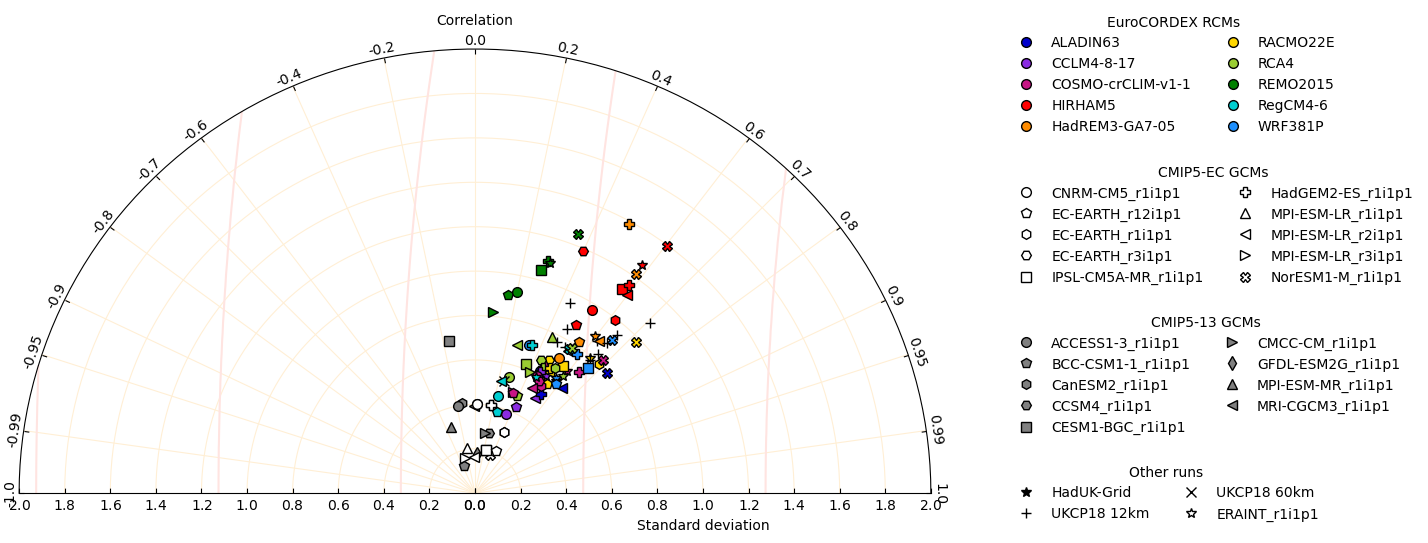 Correlation
-0.2 0.0 0.2
-0.4 0.4
-0.6 0.6
-0.7 0.7
-0.8 0.8
-0.9 0.9
-0.95 0.95
-0.99 0.99
-1.0 1.0
2.0 1.8 1.6 1.4 1.2 1.0 0.8 0.6 0.4 0.2 0.0 0.0 0.2 0.4 0.6 0.8 1.0 1.2 1.4 1.6 1.8 2.0
Standard deviation
EuroCORDEX RCMs
ALADIN63 RACMO22E
CCLM4-8-17 RCA4
COSMO-crCLIM-v1-1 REMO2015
HIRHAM5 RegCM4-6
HadREM3-GA7-05 WRF381P
CMIP5-EC GCMs
CNRM-CM5_r1i1p1 HadGEM2-ES_r1i1p1
EC-EARTH_r12i1p1 MPI-ESM-LR_r1i1p1
EC-EARTH_r1i1p1 MPI-ESM-LR_r2i1p1
EC-EARTH_r3i1p1 MPI-ESM-LR_r3i1p1
IPSL-CM5A-MR_r1i1p1 NorESM1-M_r1i1p1
CMIP5-13 GCMs
ACCESS1-3_r1i1p1 CMCC-CM_r1i1p1
BCC-CSM1-1_r1i1p1 GFDL-ESM2G_r1i1p1
CanESM2_r1i1p1 MPI-ESM-MR_r1i1p1
CCSM4_r1i1p1 MRI-CGCM3_r1i1p1
CESM1-BGC_r1i1p1
Other runs
HadUK-Grid UKCP18 60km
UKCP18 12km ERAINT_r1i1p1